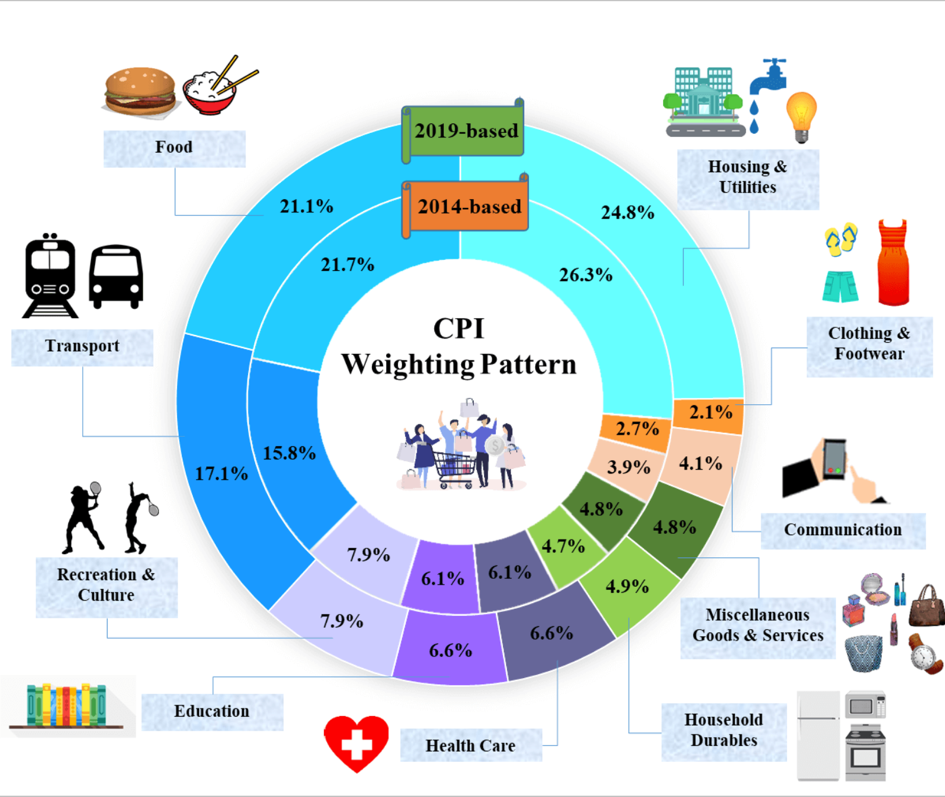 2019-based
2014-based
Food
Housing &
Utilities
21.1%
24.8%
21.7%
26.3%
CPI
Weighting Pattern
Transport
Clothing &
Footwear
2.1%
2.7%
15.8%
17.1%
3.9%
4.1%
4.8%
4.8%
Communication
7.9%
4.7%
6.1%
6.1%
4.9%
Recreation &
Culture
7.9%
6.6%
6.6%
Miscellaneous
Goods & Services
Education
Health Care
Household
Durables